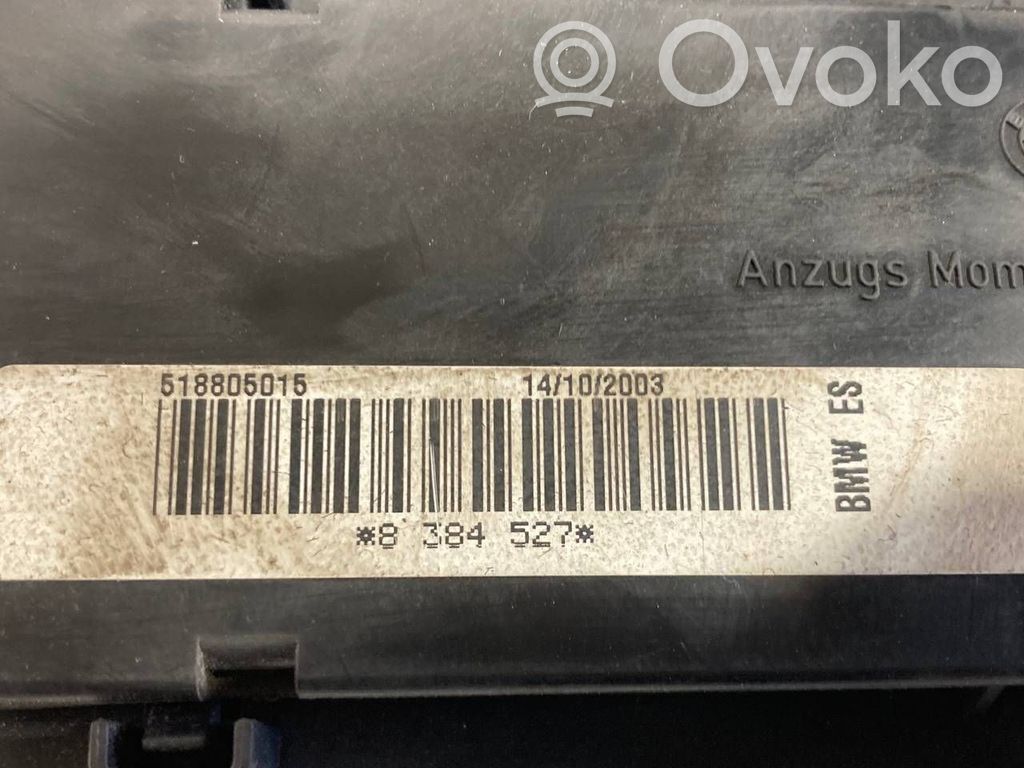 Ovoko
Anzugs Mom
518805015 14/10/2003
*8 384 527*
BMW ES